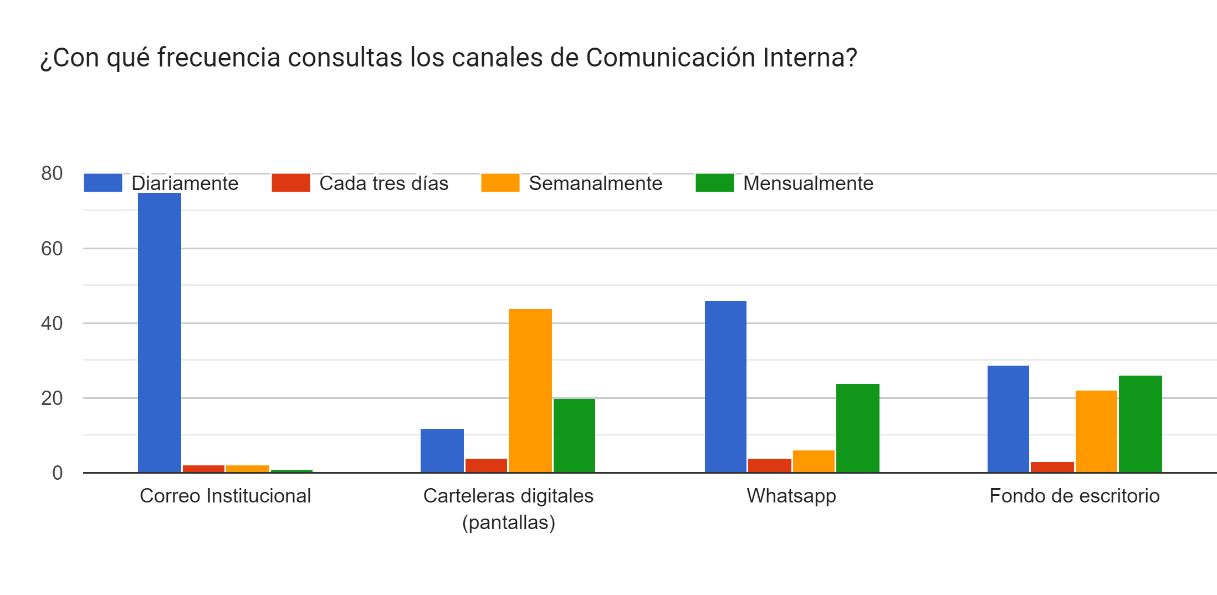 ¿Con qué frecuencia consultas los canales de Comunicación Interna?
Diariamente Cada tres días Semanalmente Mensualmente
80
60
40
20
0
Correo Institucional Carteleras digitales (pantallas) Whatsapp Fondo de escritorio